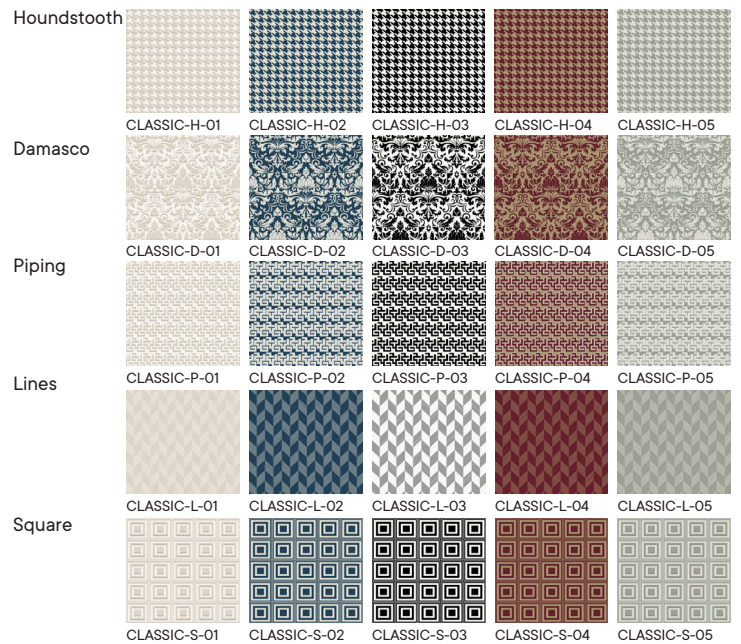 Houndstooth
CLASSIC-H-01 CLASSIC-H-02 CLASSIC-H-03 CLASSIC-H-04 CLASSIC-H-05
Damasco
CLASSIC-D-01 CLASSIC-D-02 CLASSIC-D-03 CLASSIC-D-04 CLASSIC-D-05
Piping
CLASSIC-P-01 CLASSIC-P-02 CLASSIC-P-03 CLASSIC-P-04 CLASSIC-P-05
Lines
CLASSIC-L-01 CLASSIC-L-02 CLASSIC-L-03 CLASSIC-L-04 CLASSIC-L-05
Square
CLASSIC-S-01 CLASSIC-S-02 CLASSIC-S-03 CLASSIC-S-04 CLASSIC-S-05